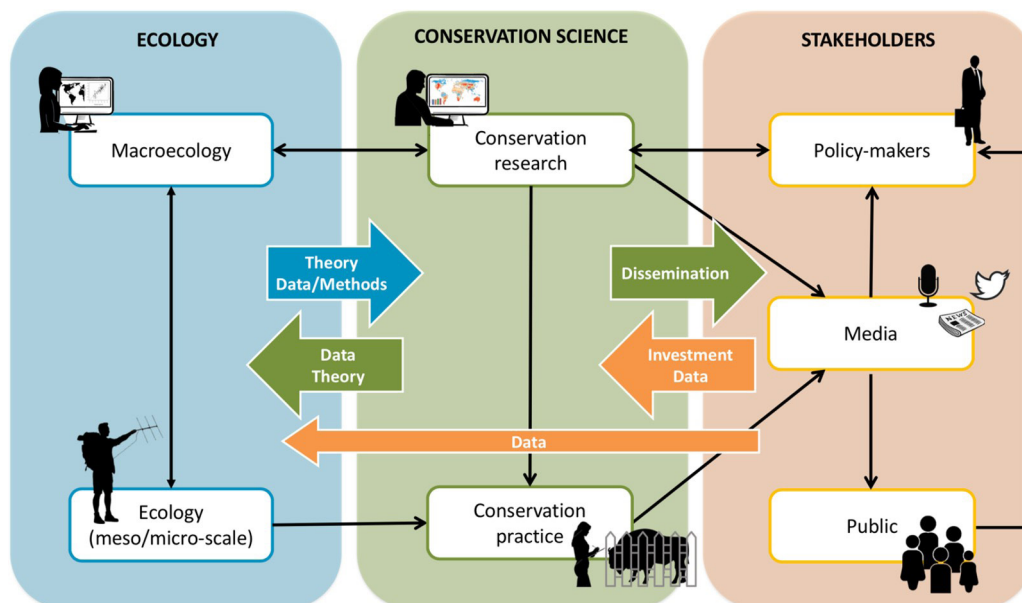 ECOLOGY
CONSERVATION SCIENCE
STAKEHOLDERS
Macroecology
Conservation
research
Policy-makers
Theory
Data/Methods
Dissemination
NEWS
Media
Data
Theory
Investment
Data
Data
Ecology
(meso/micro-scale)
Conservation
practice
Public